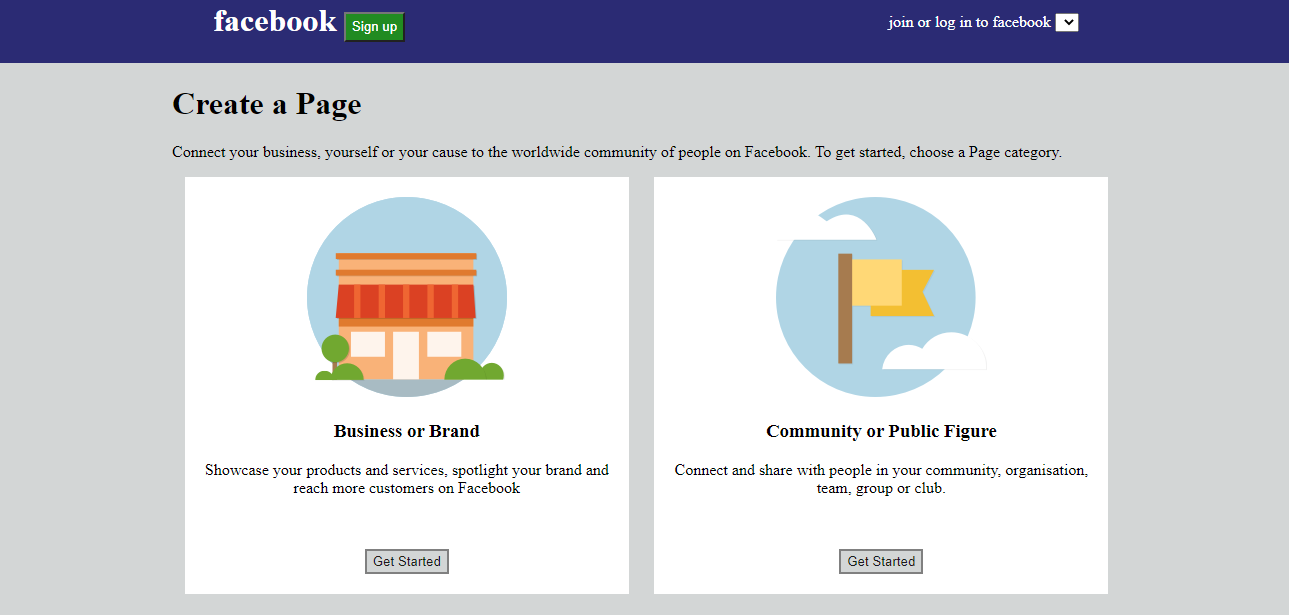 facebook Sign up join or log in to facebook
Create a Page
Connect your business, yourself or your cause to the worldwide community of people on Facebook. To get started, choose a Page category.
Business or Brand
Showcase your products and services, spotlight your brand and
reach more customers on Facebook
Get Started
Community or Public Figure
Connect and share with people in your community, organisation,
team, group or club.
Get Started